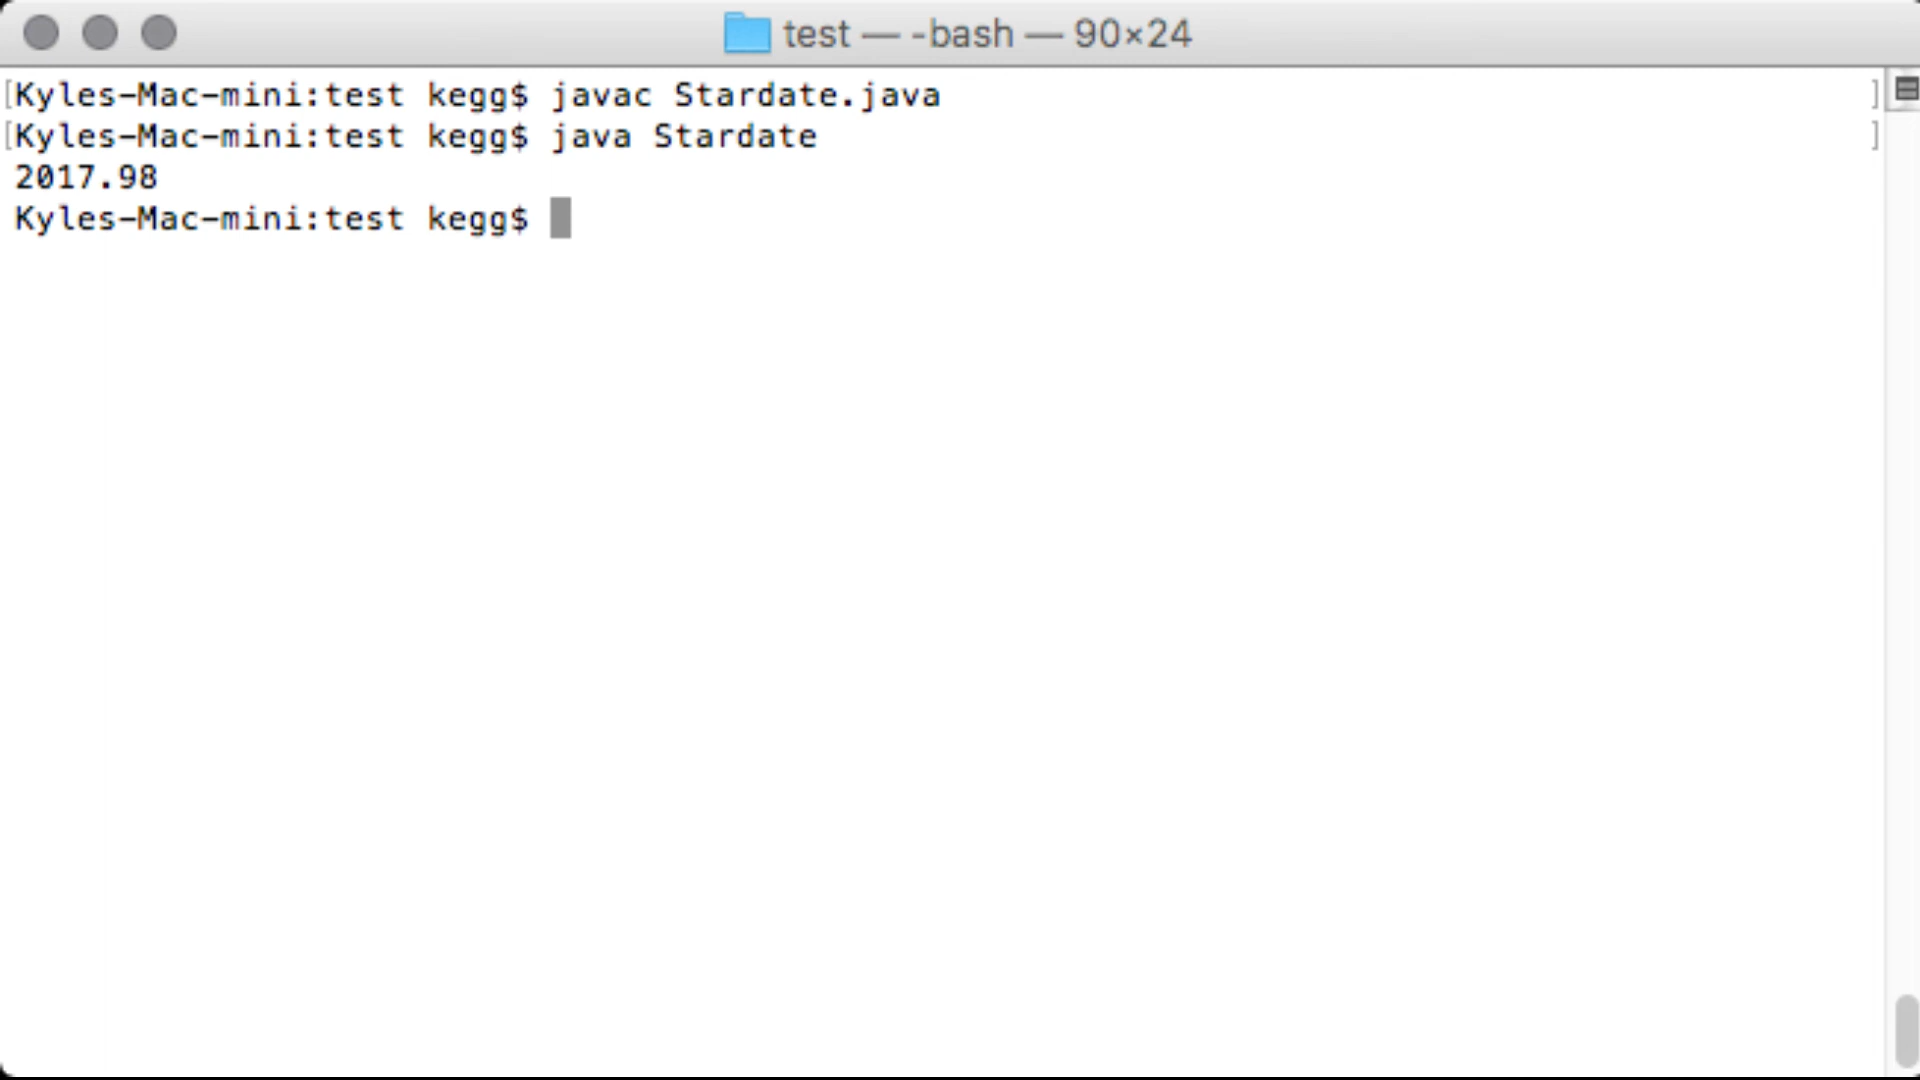 test — -bash — 90×24
[Kyles-Mac-mini:test kegg$ javac Stardate.java ]
[Kyles-Mac-mini:test kegg$ java Stardate ]
2017.98
Kyles-Mac-mini:test kegg$